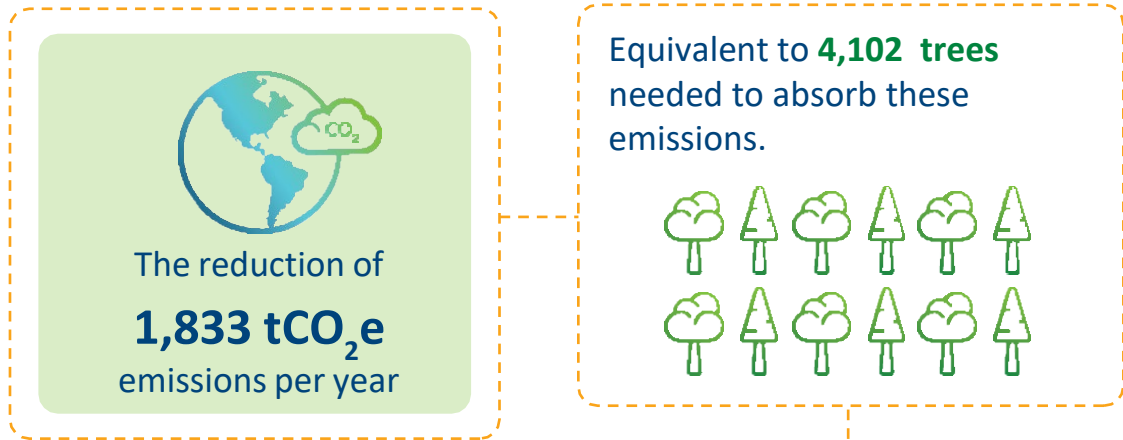 CO₂
The reduction of
1,833 tCO₂e
emissions per year
Equivalent to 4,102 trees
needed to absorb these
emissions.